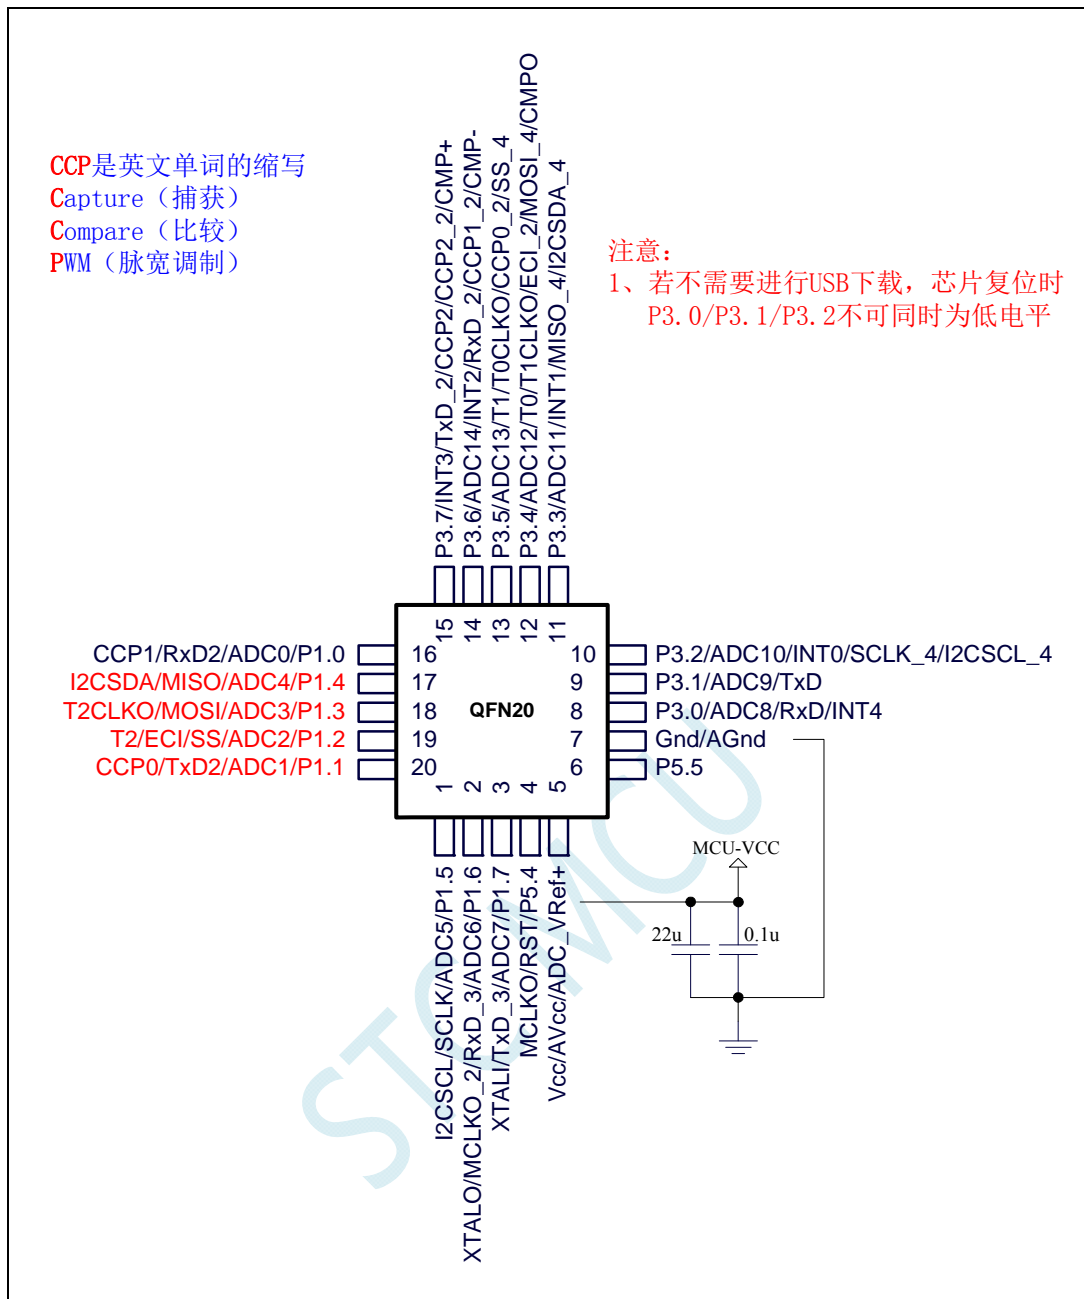 CCP是英文单词的缩写
Capture（捕获）
Compare（比较）
PWM（脉宽调制）
注意：
1、若不需要进行USB下载，芯片复位时
P3.0/P3.1/P3.2不可同时为低电平
P3.7/INT3/TxD_2/CCP2/CCP2_2/CMP+
P3.6/ADC14/INT2/RxD_2/CCP1_2/CMP-
P3.5/ADC13/T1/T0CLKO/CCP0_2/SS_4
P3.4/ADC12/T0/T1CLKO/ECI_2/MOSI_4/CMPO
P3.3/ADC11/INT1/MISO_4/I2CSDA_4
15
14
13
12
11
CCP1/RxD2/ADC0/P1.0
16
I2CSDA/MISO/ADC4/P1.4
17
T2CLKO/MOSI/ADC3/P1.3
18
T2/ECI/SS/ADC2/P1.2
19
CCP0/TxD2/ADC1/P1.1
20
QFN20
10
P3.2/ADC10/INT0/SCLK_4/I2CSCL_4
9
P3.1/ADC9/TxD
8
P3.0/ADC8/RxD/INT4
7
Gnd/AGnd
6
P5.5
1
2
3
4
5
I2CSCL/SCLK/ADC5/P1.5
XTALO/MCLKO_2/RxD_3/ADC6/P1.6
XTALI/TxD_3/ADC7/P1.7
MCLKO/RST/P5.4
Vcc/AVcc/ADC_VRef+
MCU-VCC
22u
0.1u
STCMCU